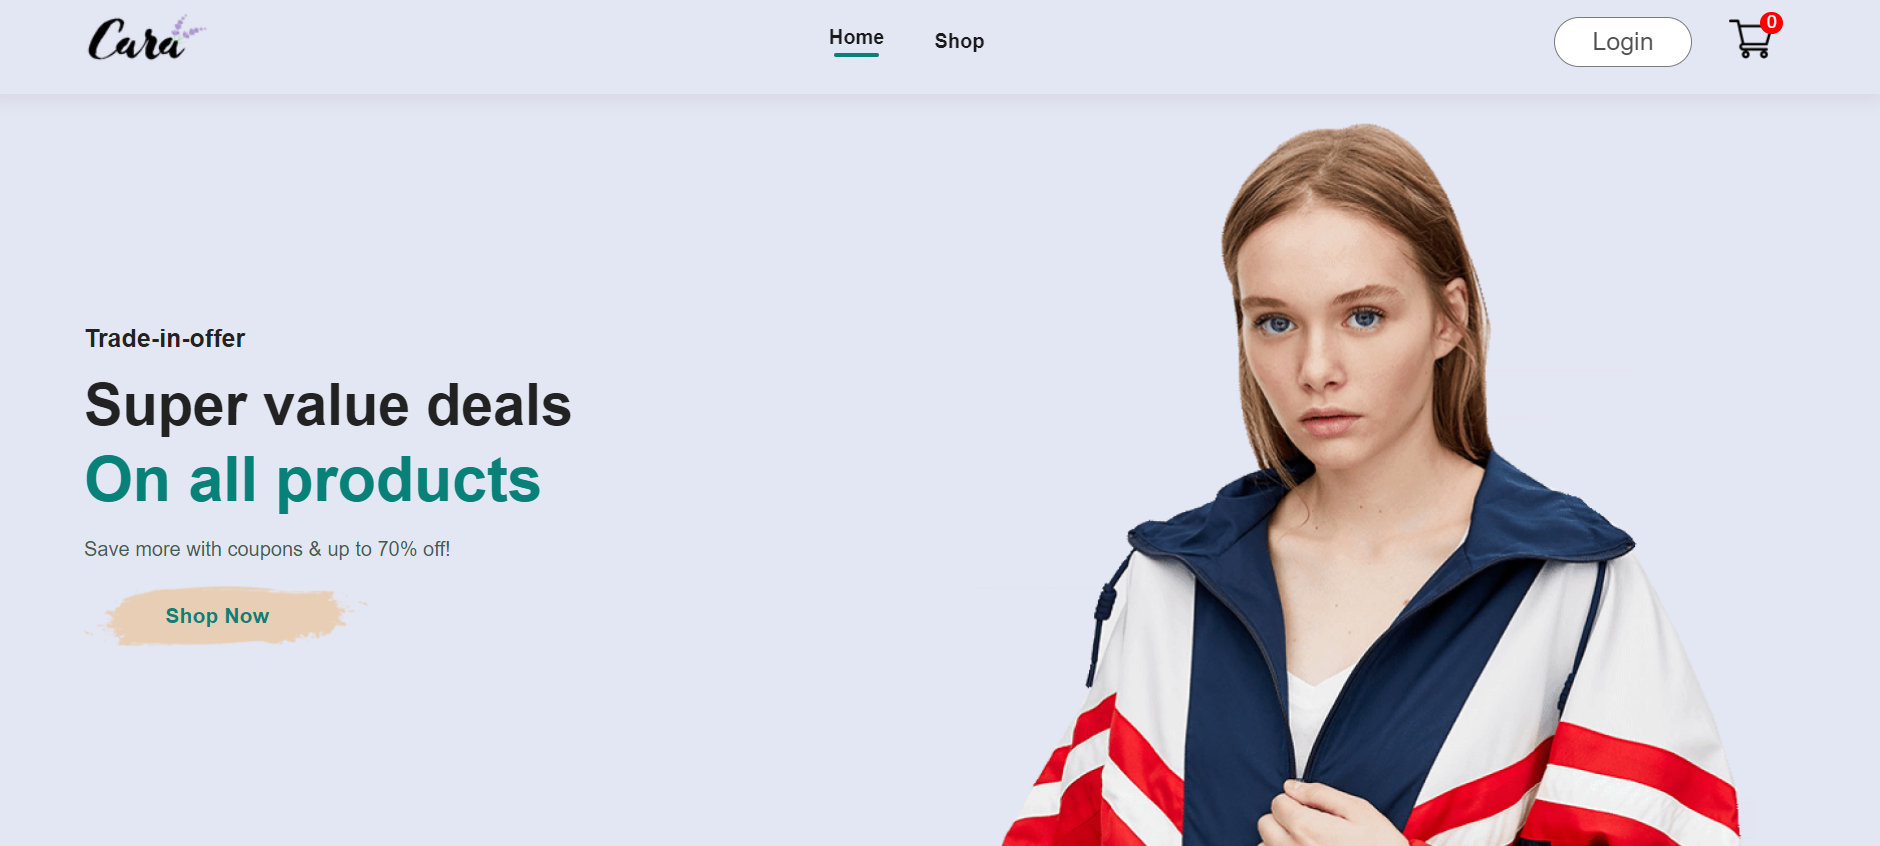 Cara
Home
Shop
Login
0
Trade-in-offer
Super value deals
On all products
Save more with coupons & up to 70% off!
Shop Now